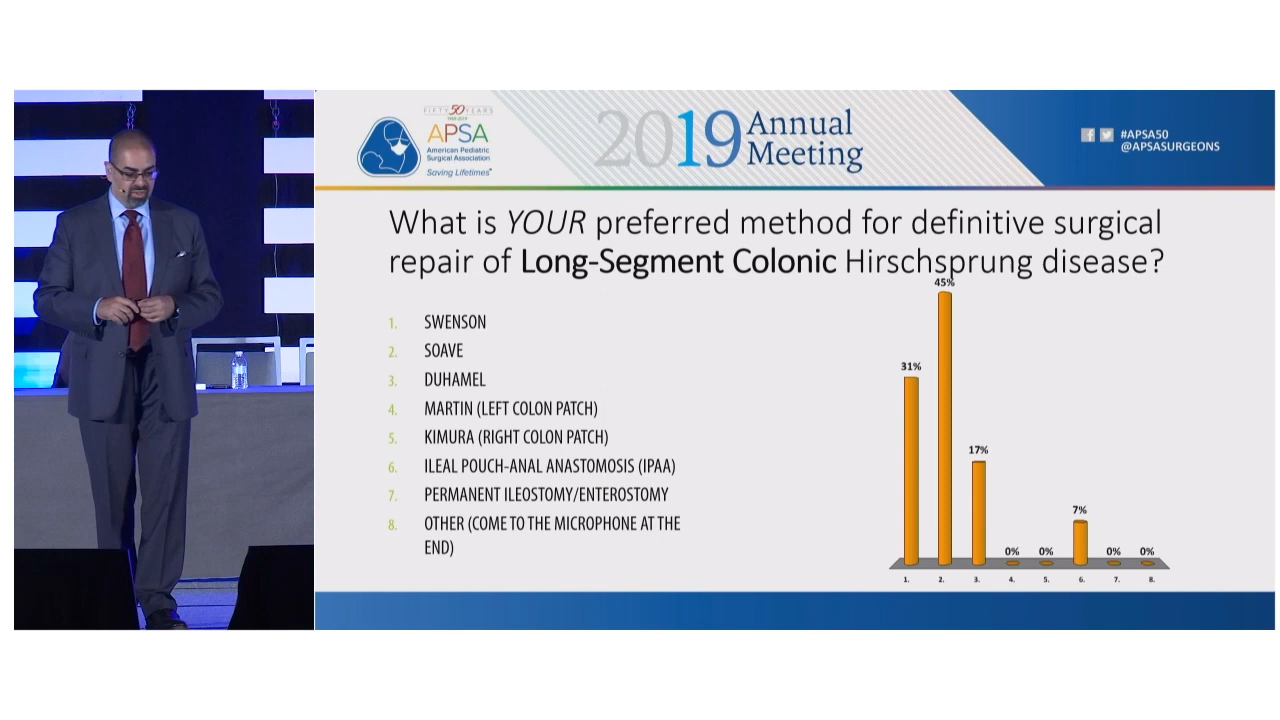 FIFTY 50 YEARS
APSA
American Pediatric
Surgical Association
Saving Lifetimes
2019 Annual
Meeting
#APSA50
@APSASURGEONS
What is YOUR preferred method for definitive surgical
repair of Long-Segment Colonic Hirschsprung disease?
1. SWENSON
2. SOAVE
3. DUHAMEL
4. MARTIN (LEFT COLON PATCH)
5. KIMURA (RIGHT COLON PATCH)
6. ILEAL POUCH-ANAL ANASTOMOSIS (IPAA)
7. PERMANENT ILEOSTOMY/ENTEROSTOMY
8. OTHER (COME TO THE MICROPHONE AT THE
END)
31% 45% 17% 0% 0% 7% 0% 0%
1. 2. 3. 4. 5. 6. 7. 8.